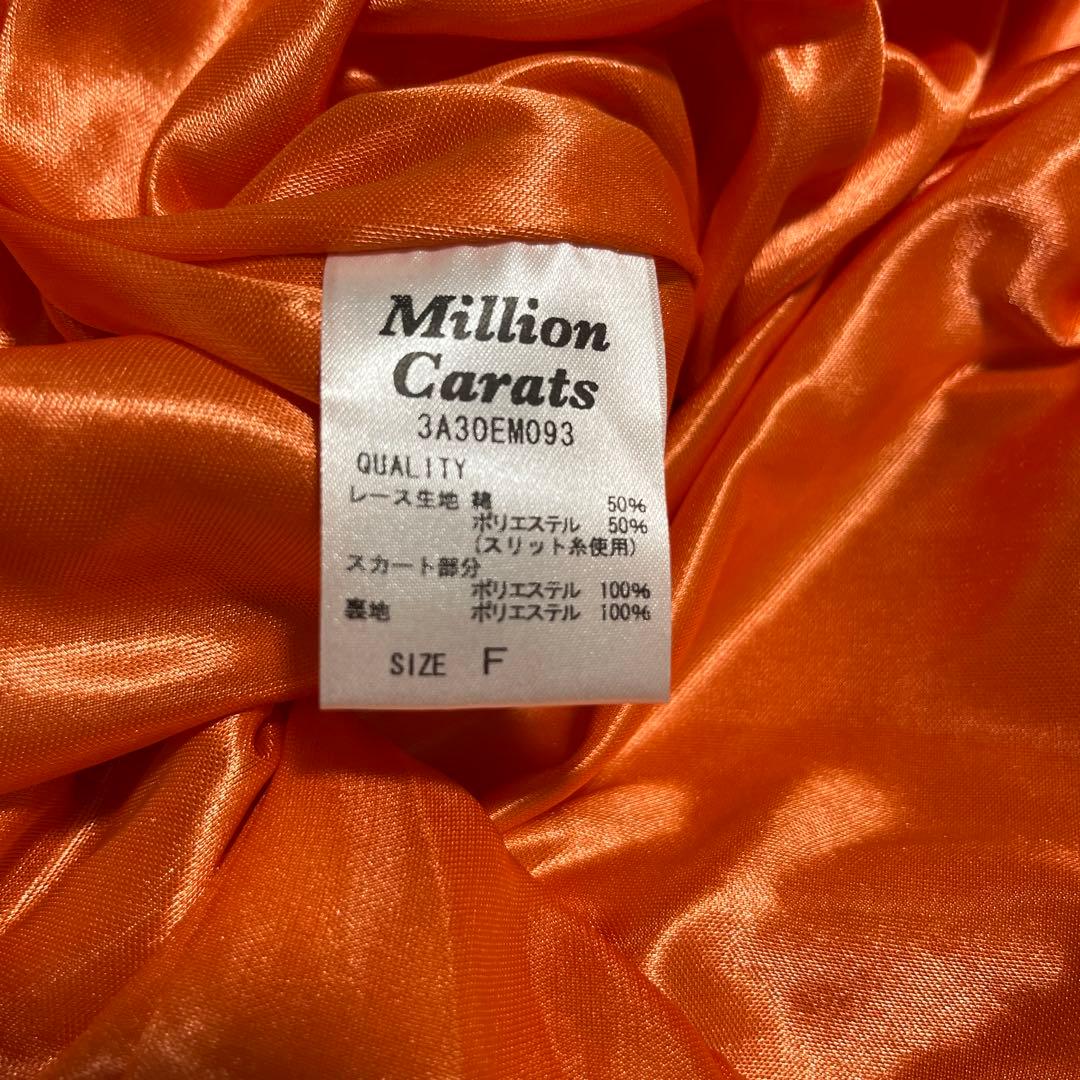 Million
Carats
3A30EM093
QUALITY
レース生地 綿 50%
ポリエステル 50%
(スリット糸使用)
スカート部分
ポリエステル 100%
裏地 ポリエステル 100%
SIZE F